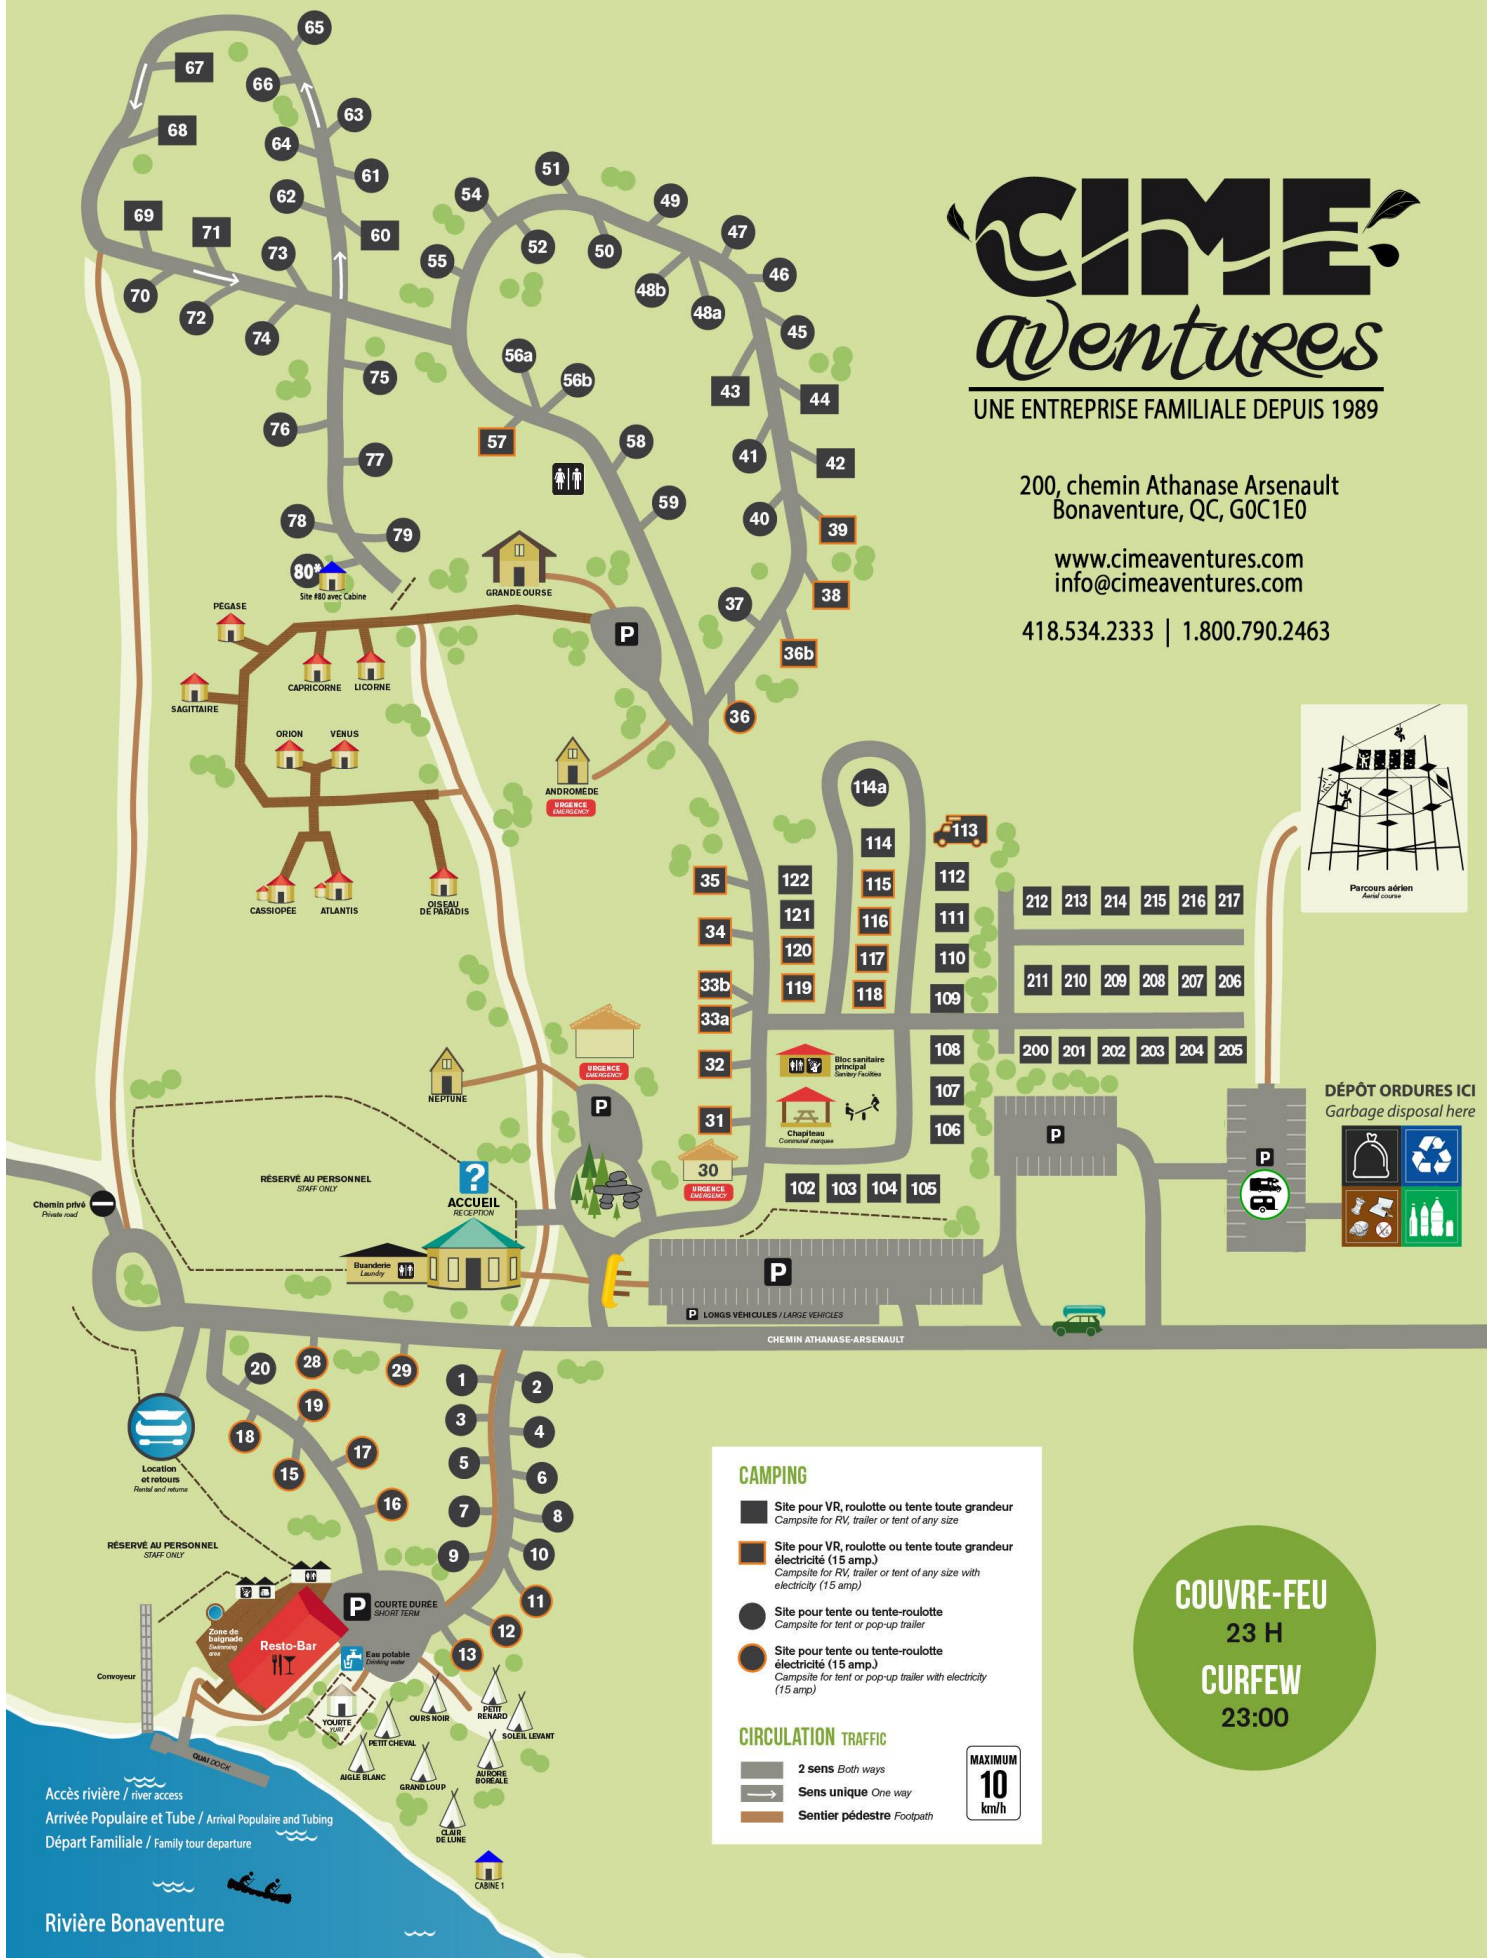 CIME
aventures
UNE ENTREPRISE FAMILIALE DEPUIS 1989
200, chemin Athanase Arsenault
Bonaventure, QC, G0C1E0
www.cimeaventures.com
info@cimeaventures.com
418.534.2333 | 1.800.790.2463
65
67
66
63
68
64
61
62
60
69
71
73
70
72
74
75
76
77
78
79
80*
Site #80 avec Cabine
51
54
49
47
52
50
55
46
48b
48a
45
56a
56b
43
44
57
58
41
42
59
40
39
38
37
36b
36
GRANDE OURSE
P
PÉGASE
CAPRICORNE
LICORNE
SAGITTAIRE
ORION
VÉNUS
CASSIOPÉE
ATLANTIS
OISEAU
DE PARADIS
ANDROMÈDE
URGENCE
EMERGENCY
114a
113
114
35
122
115
112
34
121
116
111
120
117
110
33b
119
118
109
33a
32
108
107
31
106
30
URGENCE
EMERGENCY
102 103 104 105
212 213 214 215 216 217
211 210 209 208 207 206
200 201 202 203 204 205
Parcours aérien
Aerial course
Bloc sanitaire
principal
Sanitary Facilities
Chapiteau
Communal marquee
URGENCE
EMERGENCY
NEPTUNE
P
P
P
DÉPÔT ORDURES ICI
Garbage disposal here
RÉSERVÉ AU PERSONNEL
STAFF ONLY
?
ACCUEIL
RECEPTION
Buanderie
Laundry
Chemin privé
Private road
P
P LONGS VÉHICULES / LARGE VEHICLES
CHEMIN ATHANASE-ARSENAULT
20
28
29
19
18
17
15
16
1
2
3
4
5
6
7
8
9
10
11
12
13
Location
et retours
Rental and returns
RÉSERVÉ AU PERSONNEL
STAFF ONLY
P COURTE DURÉE
SHORT TERM
Zone de
baignade
Swimming
area
Resto-Bar
Eau potable
Drinking water
Convoyeur
QUAI DOCK
YOURTE
YURT
PETIT CHEVAL
OURS NOIR
PETIT
RENARD
SOLEIL LEVANT
AIGLE BLANC
GRAND LOUP
AURORE
BORÉALE
CLAIR
DE LUNE
CABINE 1
Accès rivière / river access
Arrivée Populaire et Tube / Arrival Populaire and Tubing
Départ Familiale / Family tour departure
Rivière Bonaventure
CAMPING
Site pour VR, roulotte ou tente toute grandeur
Campsite for RV, trailer or tent of any size
Site pour VR, roulotte ou tente toute grandeur
électricité (15 amp.)
Campsite for RV, trailer or tent of any size with
electricity (15 amp)
Site pour tente ou tente-roulotte
Campsite for tent or pop-up trailer
Site pour tente ou tente-roulotte
électricité (15 amp.)
Campsite for tent or pop-up trailer with electricity
(15 amp)
CIRCULATION TRAFFIC
2 sens Both ways
Sens unique One way
Sentier pédestre Footpath
MAXIMUM
10
km/h
COUVRE-FEU
23 H
CURFEW
23:00